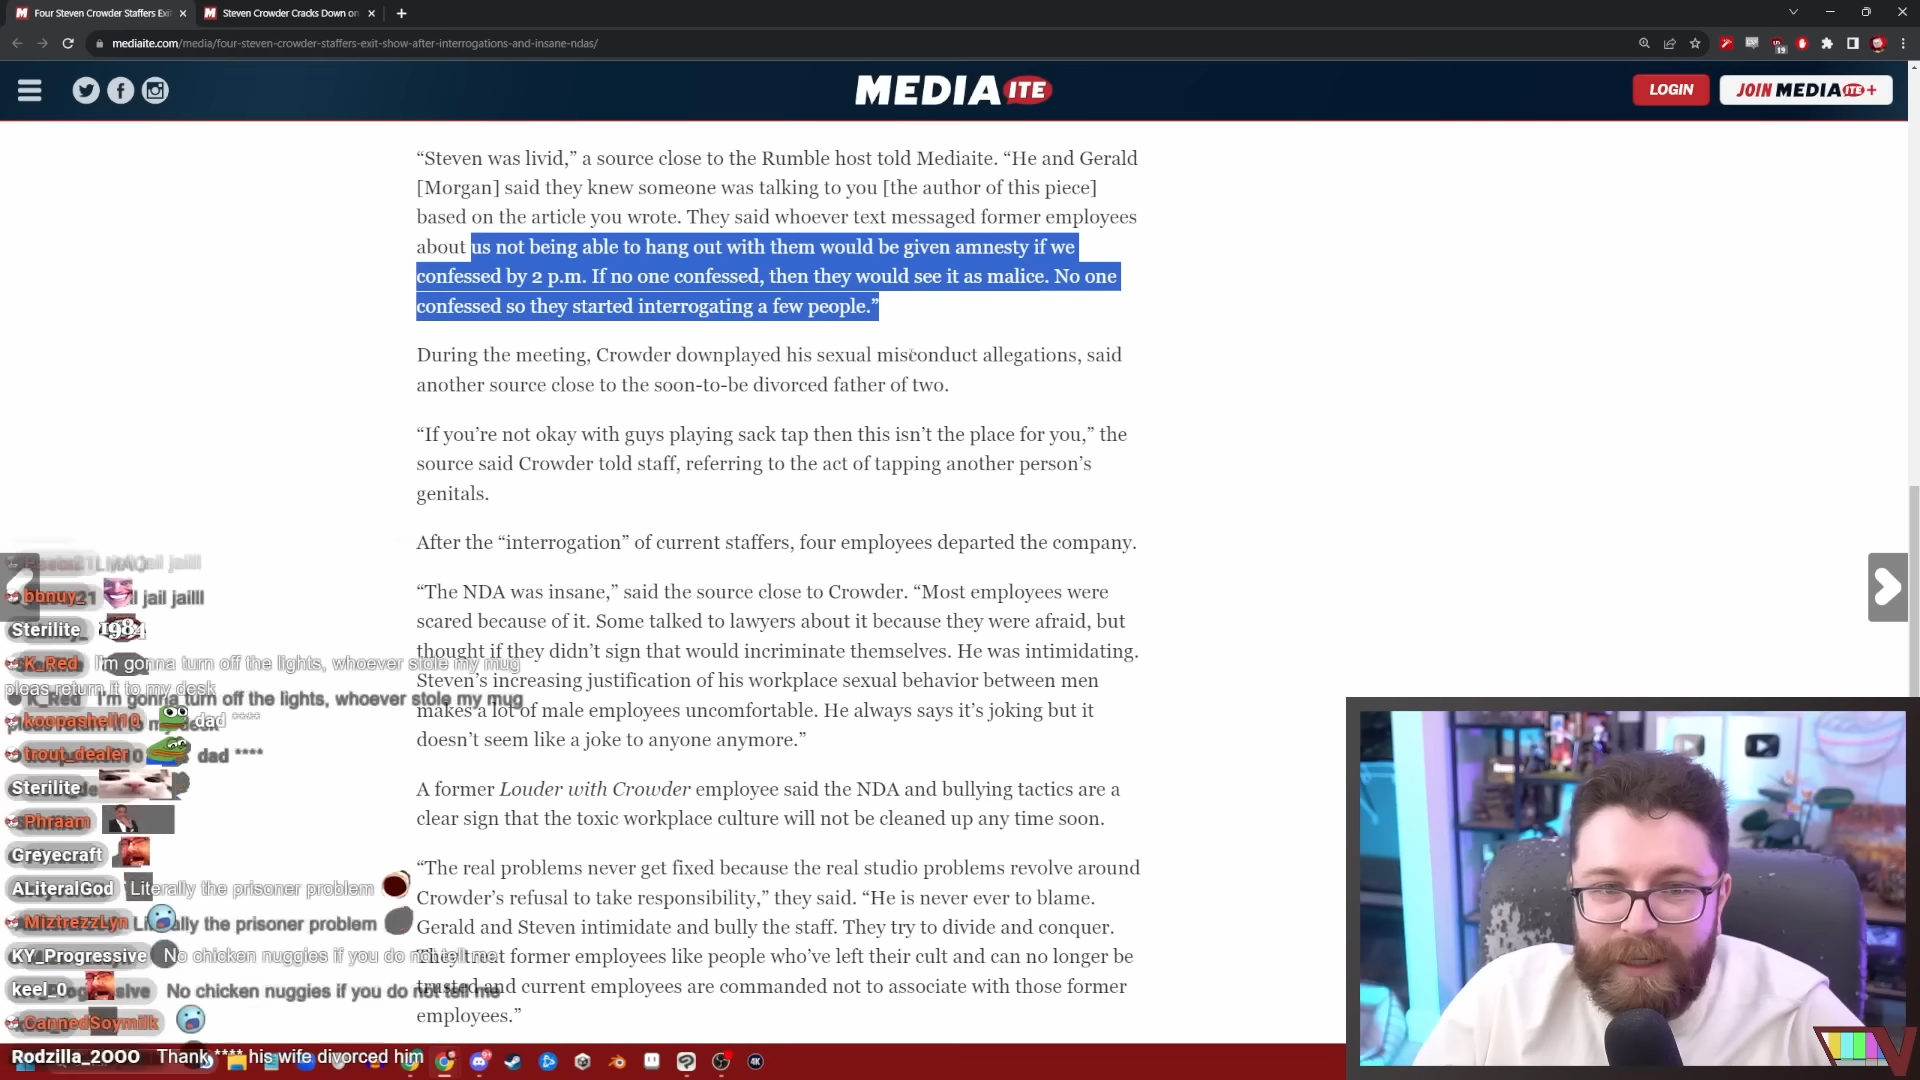 Four Steven Crowder Staffers Exi
Steven Crowder Cracks Down on
mediaite.com/media/four-steven-crowder-staffers-exit-show-after-interrogations-and-insane-ndas/
19
MEDIAITE
LOGIN
JOIN MEDIAITE+
“Steven was livid,” a source close to the Rumble host told Mediaite. “He and Gerald
[Morgan] said they knew someone was talking to you [the author of this piece]
based on the article you wrote. They said whoever text messaged former employees
about us not being able to hang out with them would be given amnesty if we
confessed by 2 p.m. If no one confessed, then they would see it as malice. No one
confessed so they started interrogating a few people.”
During the meeting, Crowder downplayed his sexual misconduct allegations, said
another source close to the soon-to-be divorced father of two.
“If you’re not okay with guys playing sack tap then this isn’t the place for you,” the
source said Crowder told staff, referring to the act of tapping another person’s
genitals.
After the “interrogation” of current staffers, four employees departed the company.
“The NDA was insane,” said the source close to Crowder. “Most employees were
scared because of it. Some talked to lawyers about it because they were afraid, but
thought if they didn’t sign that would incriminate themselves. He was intimidating.
Steven’s increasing justification of his workplace sexual behavior between men
makes a lot of male employees uncomfortable. He always says it’s joking but it
doesn’t seem like a joke to anyone anymore.”
A former Louder with Crowder employee said the NDA and bullying tactics are a
clear sign that the toxic workplace culture will not be cleaned up any time soon.
“The real problems never get fixed because the real studio problems revolve around
Crowder’s refusal to take responsibility,” they said. “He is never ever to blame.
Gerald and Steven intimidate and bully the staff. They try to divide and conquer.
They treat former employees like people who’ve left their cult and can no longer be
trusted and current employees are commanded not to associate with those former
employees.”
jail jailll
bbnuy_ jail jailll
Sterilite 1984
K_Red I'm gonna turn off the lights, whoever stole my mug
pleas return it to my desk
koopashell10 dad ****
trout_dealer dad ****
Sterilite
Phraam
Greyecraft
ALiteralGod Literally the prisoner problem
MiztrezzLyn Literally the prisoner problem
KY_Progressive No chicken nuggies if you do not tell me
keel_0 No chicken nuggies if you do not tell me
CannedSoymilk
Rodzilla_2000 Thank **** his wife divorced him
4K